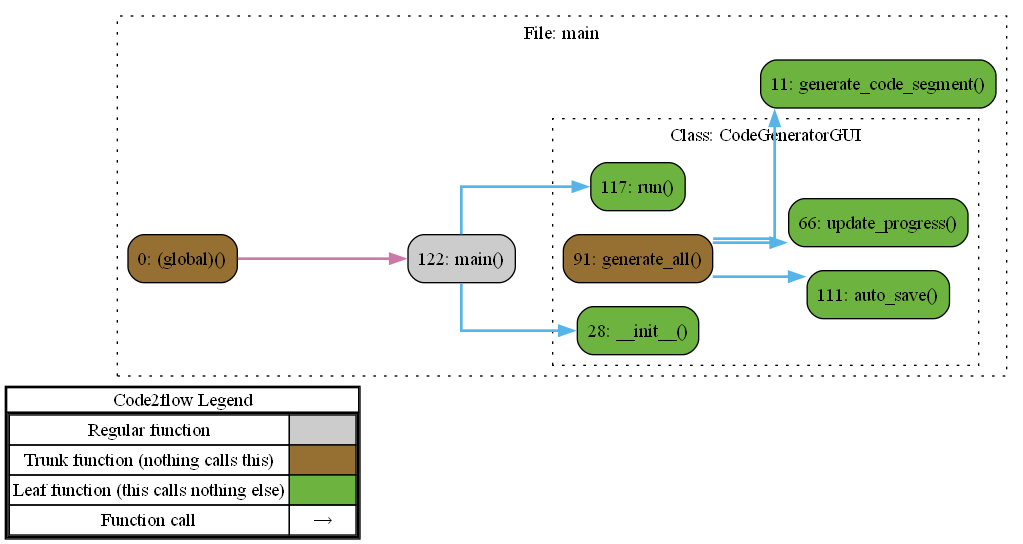 File: main
11: generate_code_segment()
Class: CodeGeneratorGUI
117: run()
66: update_progress()
0: (global)()
122: main()
91: generate_all()
111: auto_save()
28: __init__()
Code2flow Legend
Regular function
Trunk function (nothing calls this)
Leaf function (this calls nothing else)
Function call →